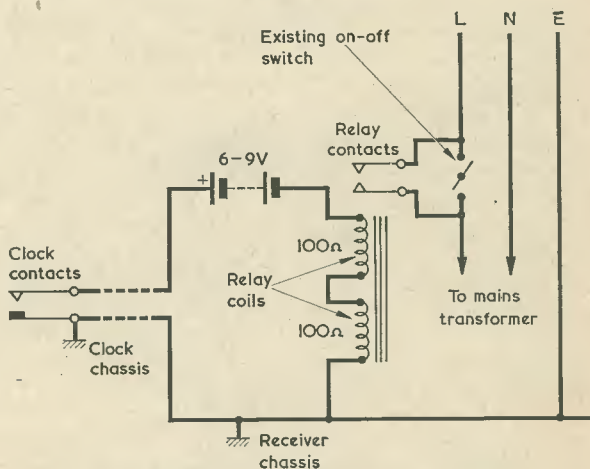 L N E
Existing on-off
switch
Relay
contacts
6-9V
+
100Ω
Clock
contacts
Relay
coils
100Ω
To mains
transformer
Clock
chassis
Receiver
chassis